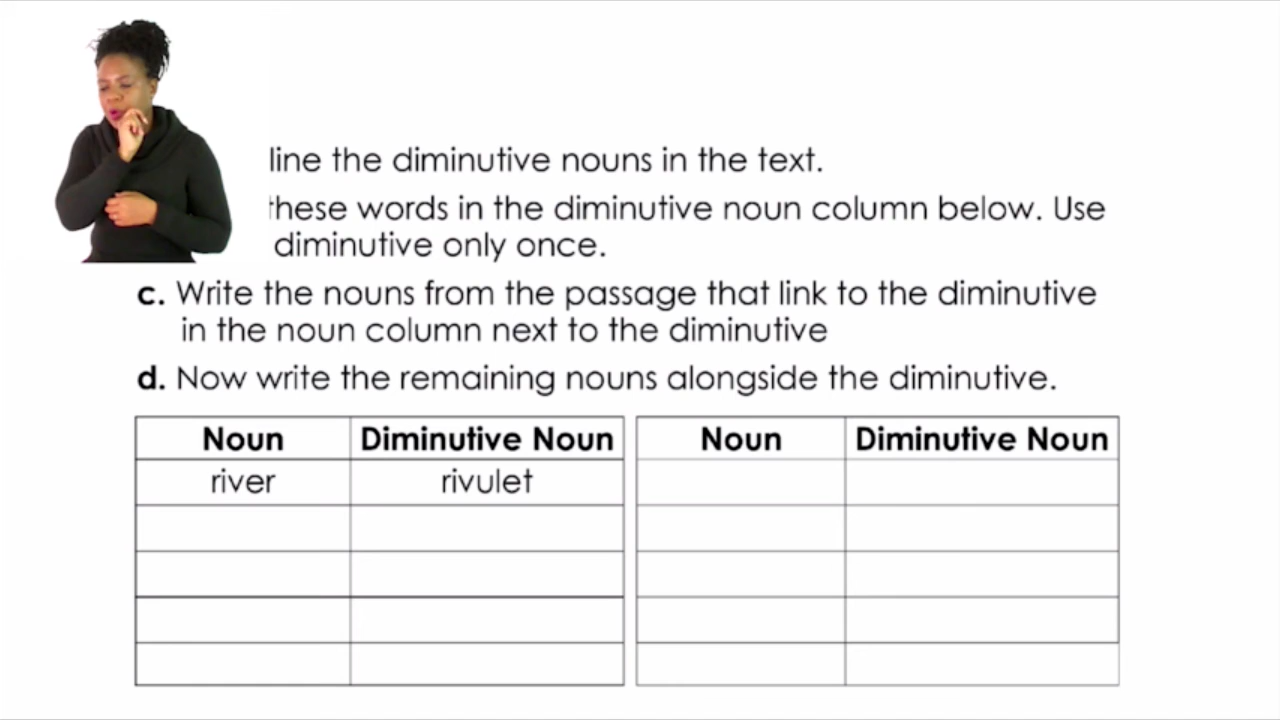 line the diminutive nouns in the text.
these words in the diminutive noun column below. Use
diminutive only once.
c. Write the nouns from the passage that link to the diminutive
in the noun column next to the diminutive
d. Now write the remaining nouns alongside the diminutive.
Noun Diminutive Noun Noun Diminutive Noun
river rivulet